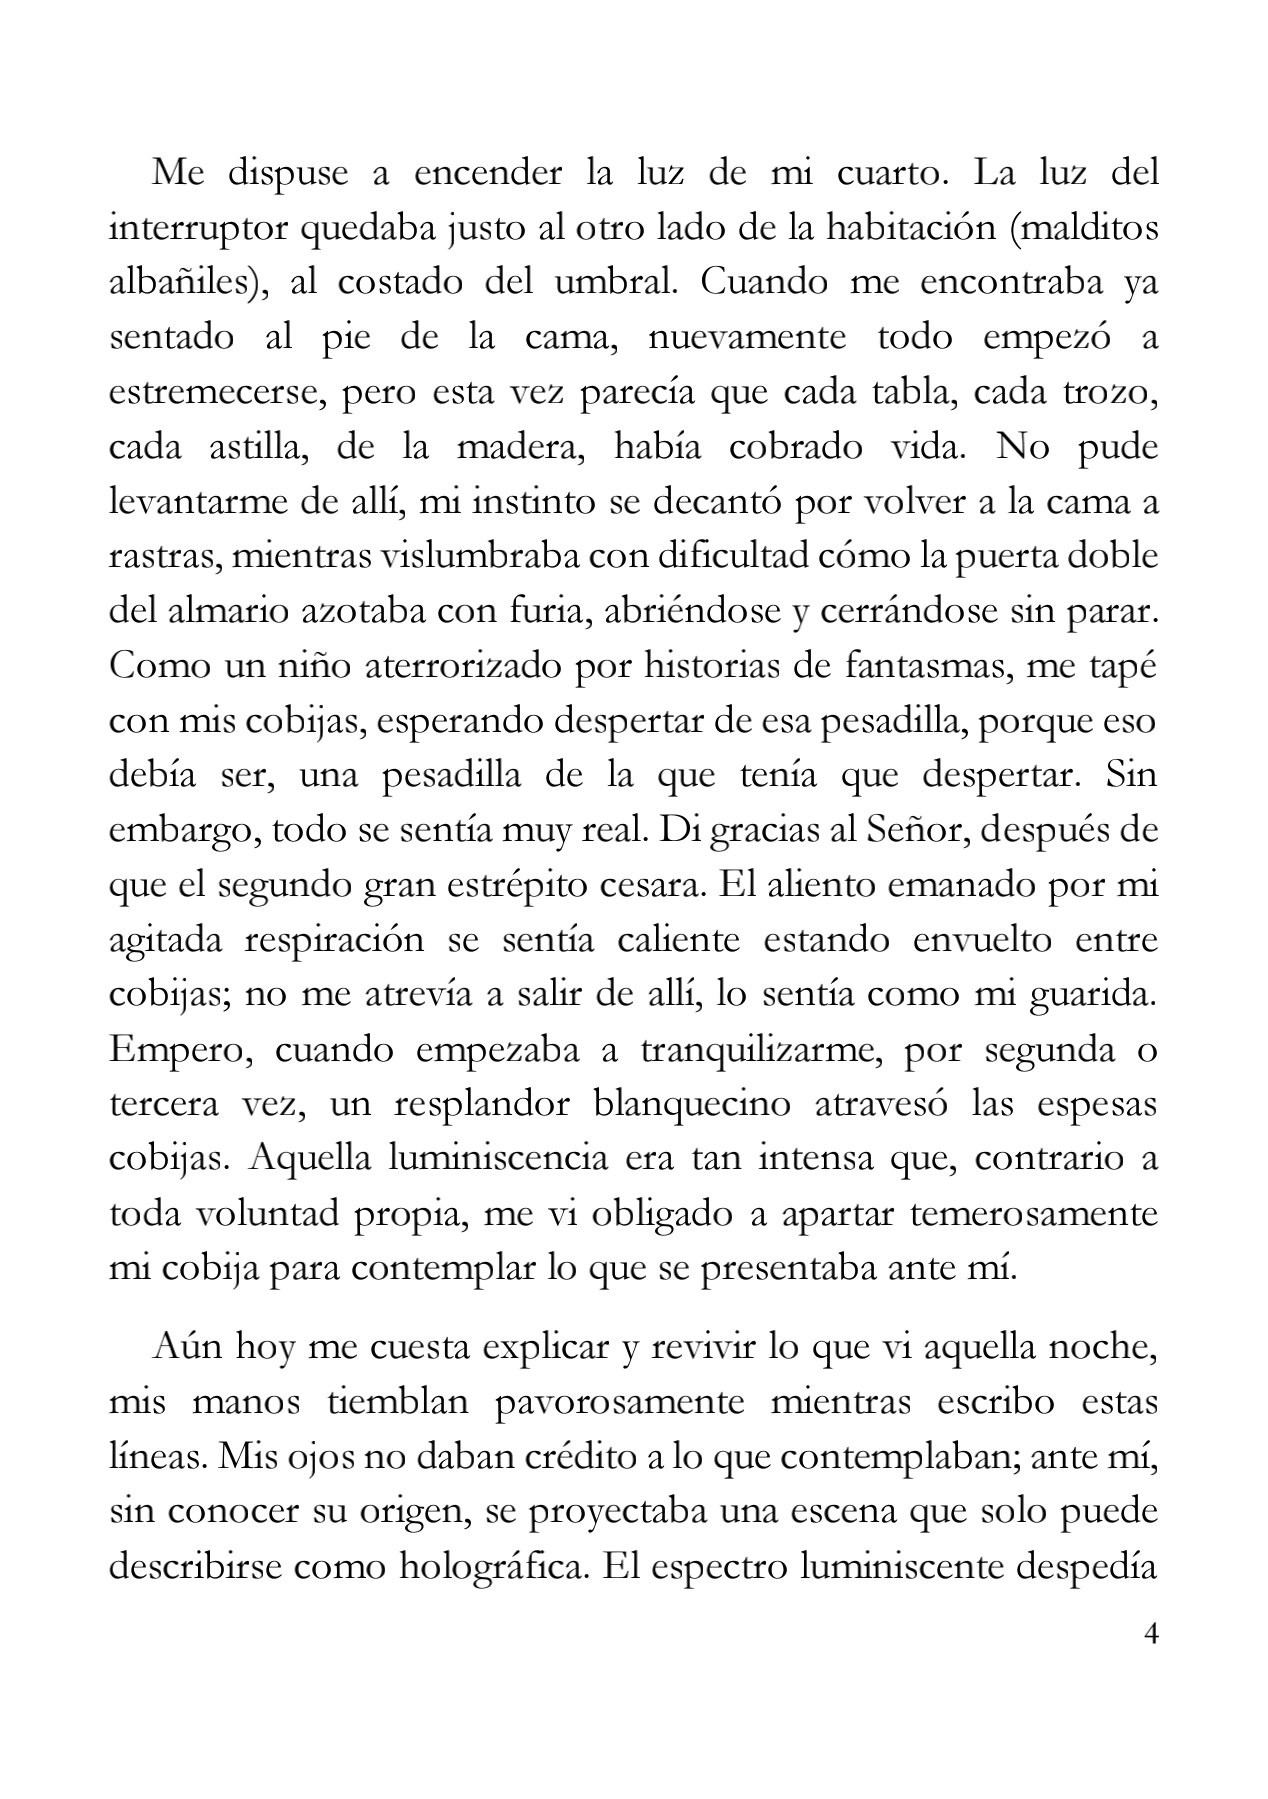 Me dispuse a encender la luz de mi cuarto. La luz del
interruptor quedaba justo al otro lado de la habitación (malditos
albañiles), al costado del umbral. Cuando me encontraba ya
sentado al pie de la cama, nuevamente todo empezó a
estremecerse, pero esta vez parecía que cada tabla, cada trozo,
cada astilla, de la madera, había cobrado vida. No pude
levantarme de allí, mi instinto se decantó por volver a la cama a
rastras, mientras vislumbraba con dificultad cómo la puerta doble
del almario azotaba con furia, abriéndose y cerrándose sin parar.
Como un niño aterrorizado por historias de fantasmas, me tapé
con mis cobijas, esperando despertar de esa pesadilla, porque eso
debía ser, una pesadilla de la que tenía que despertar. Sin
embargo, todo se sentía muy real. Di gracias al Señor, después de
que el segundo gran estrépito cesara. El aliento emanado por mi
agitada respiración se sentía caliente estando envuelto entre
cobijas; no me atrevía a salir de allí, lo sentía como mi guarida.
Empero, cuando empezaba a tranquilizarme, por segunda o
tercera vez, un resplandor blanquecino atravesó las espesas
cobijas. Aquella luminiscencia era tan intensa que, contrario a
toda voluntad propia, me vi obligado a apartar temerosamente
mi cobija para contemplar lo que se presentaba ante mí.
Aún hoy me cuesta explicar y revivir lo que vi aquella noche,
mis manos tiemblan pavorosamente mientras escribo estas
líneas. Mis ojos no daban crédito a lo que contemplaban; ante mí,
sin conocer su origen, se proyectaba una escena que solo puede
describirse como holográfica. El espectro luminiscente despedía
4